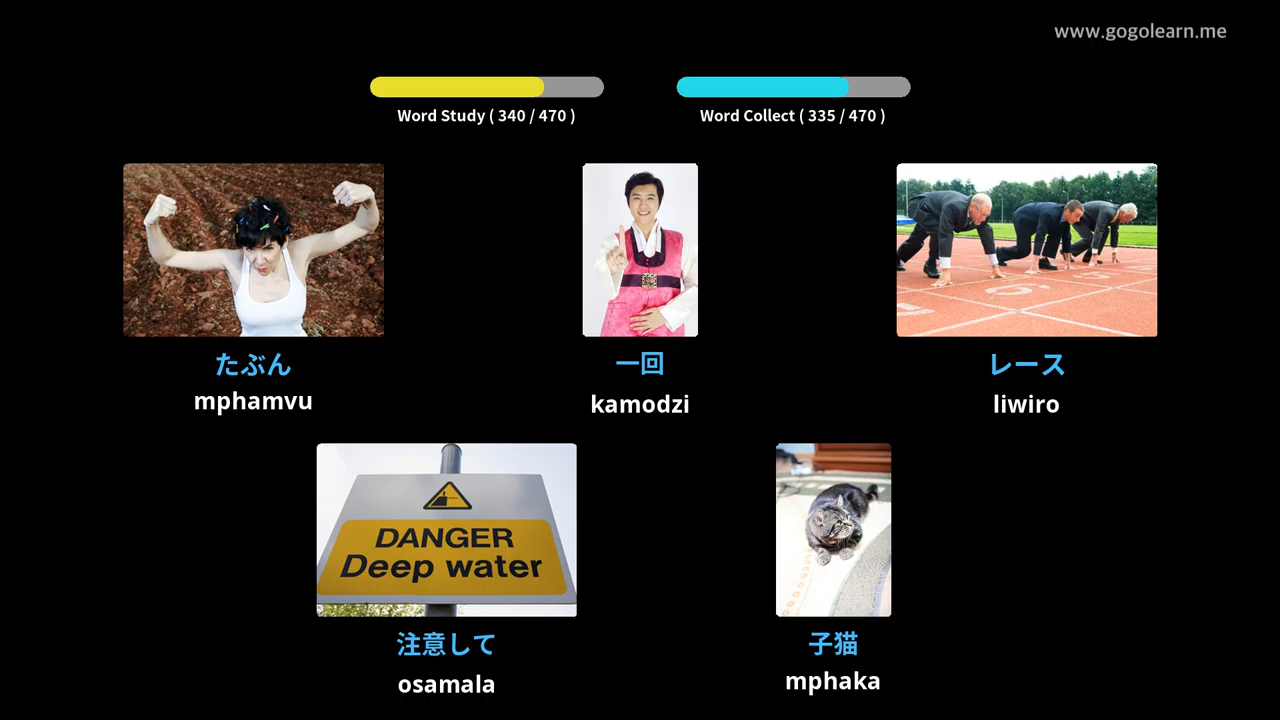 www.gogolearn.me
Word Study ( 340 / 470 )
Word Collect ( 335 / 470 )
たぶん
mphamvu
一回
kamodzi
レース
liwiro
DANGER
Deep water
注意して
osamala
子猫
mphaka